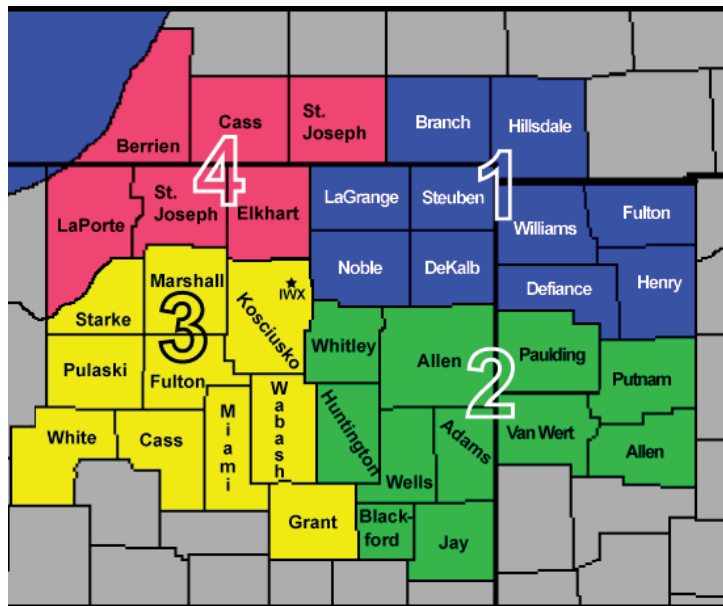 Berrien
Cass
St.
Joseph
Branch
Hillsdale
4
1
LaPorte
St.
Joseph
Elkhart
LaGrange
Steuben
Williams
Fulton
Noble
DeKalb
Defiance
Henry
Starke
Marshall
3
Kosciusko
IWX
Whitley
Allen
2
Paulding
Putnam
Pulaski
Fulton
Miami
Wabash
Huntington
Wells
Adams
Van Wert
Allen
White
Cass
Grant
Black-
ford
Jay